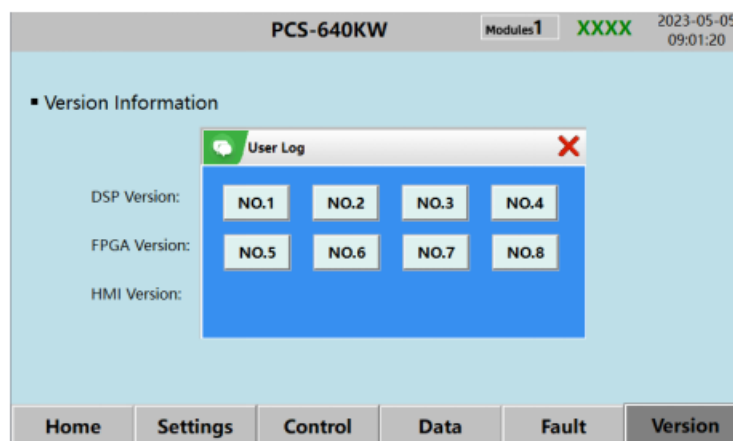 PCS-640KW Modules1 XXXX 2023-05-05
09:01:20
▪ Version Information
User Log
DSP Version: NO.1 NO.2 NO.3 NO.4
FPGA Version: NO.5 NO.6 NO.7 NO.8
HMI Version:
Home Settings Control Data Fault Version